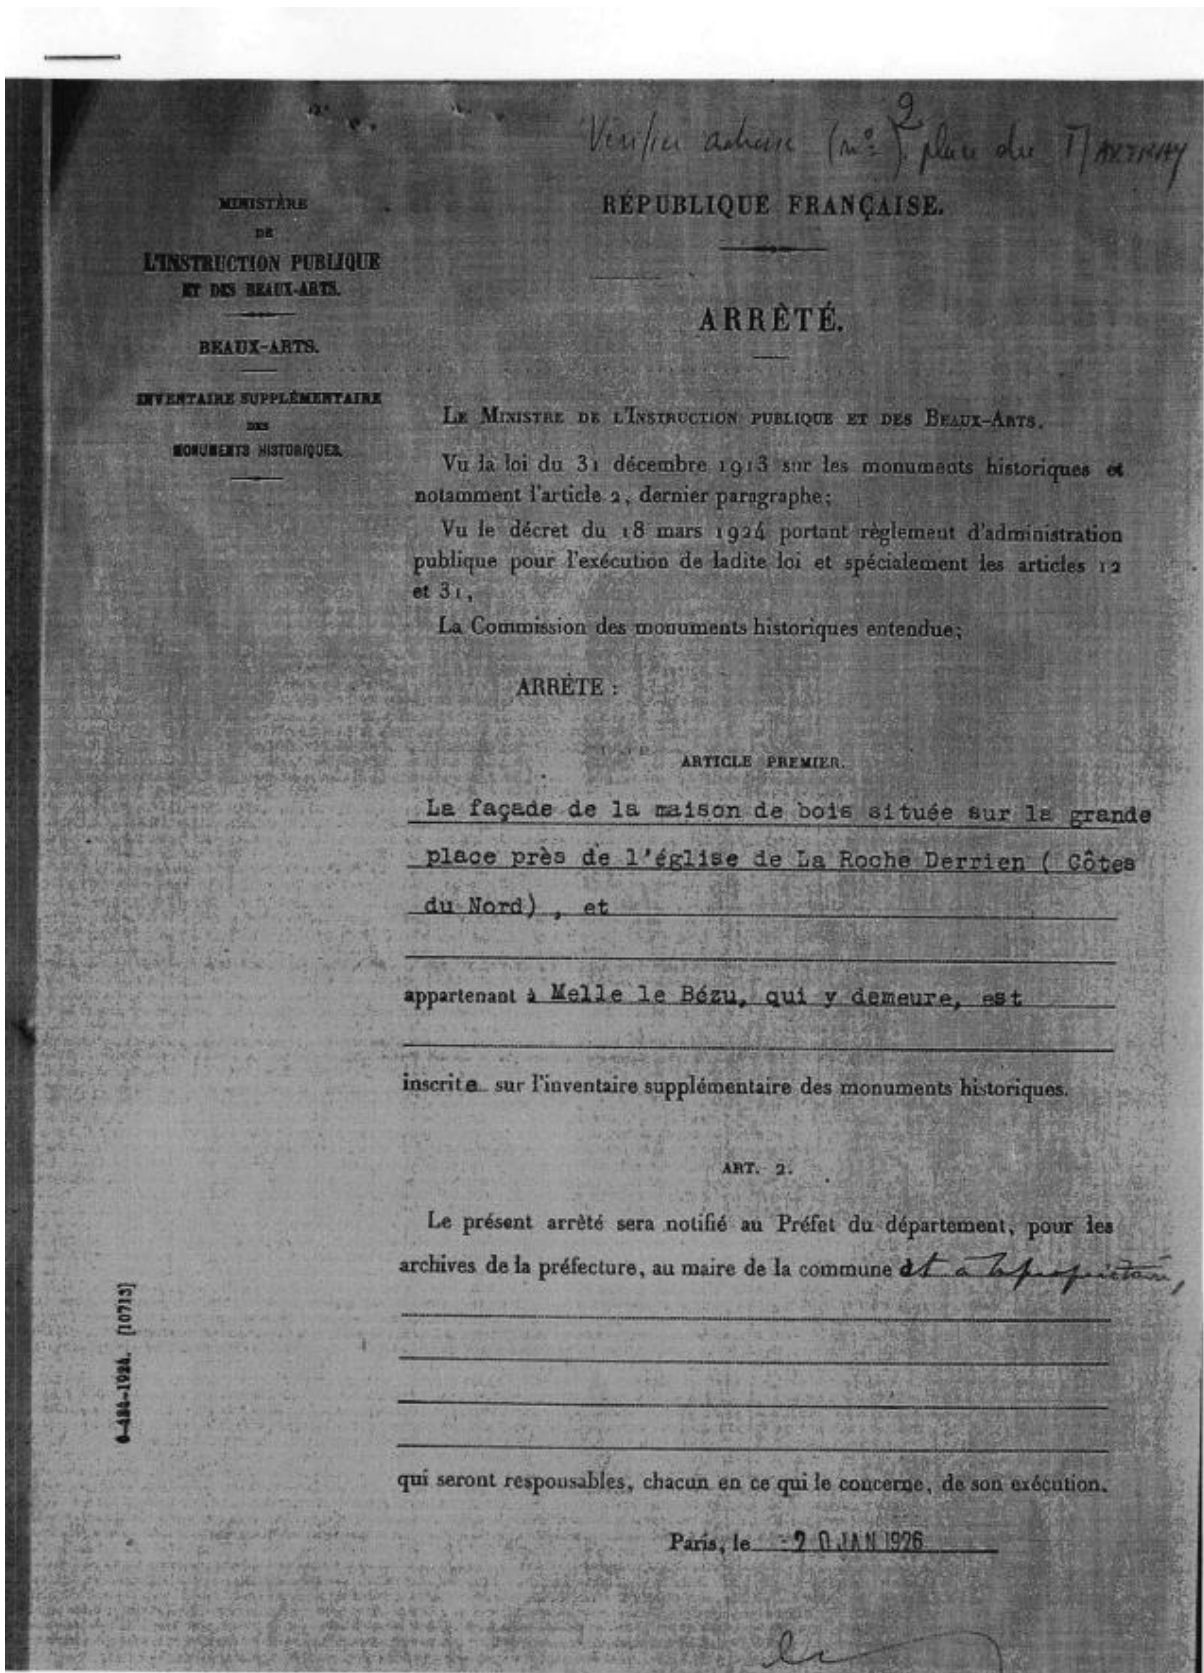 Vérifier adresse (n° 2) place du MARTRAY
MINISTÈRE
DE
L'INSTRUCTION PUBLIQUE
ET DES BEAUX-ARTS.
BEAUX-ARTS.
INVENTAIRE SUPPLÉMENTAIRE
DES
MONUMENTS HISTORIQUES.
RÉPUBLIQUE FRANÇAISE.
ARRÊTÉ.
LE MINISTRE DE L'INSTRUCTION PUBLIQUE ET DES BEAUX-ARTS.
Vu la loi du 31 décembre 1913 sur les monuments historiques et
notamment l'article 2, dernier paragraphe;
Vu le décret du 18 mars 1924 portant règlement d'administration
publique pour l'exécution de ladite loi et spécialement les articles 12
et 31,
La Commission des monuments historiques entendue;
ARRÊTE :
ARTICLE PREMIER.
La façade de la maison de bois située sur la grande
place près de l'église de La Roche Derrien ( Côtes
du Nord) , et
appartenant à Melle le Bézu, qui y demeure, est
inscrite sur l'inventaire supplémentaire des monuments historiques.
ART. 2.
Le présent arrêté sera notifié au Préfet du département, pour les
archives de la préfecture, au maire de la commune et à la propriétaire,
qui seront responsables, chacun en ce qui le concerne, de son exécution.
Paris, le 20 JAN 1926
0-484-1924. [10713]